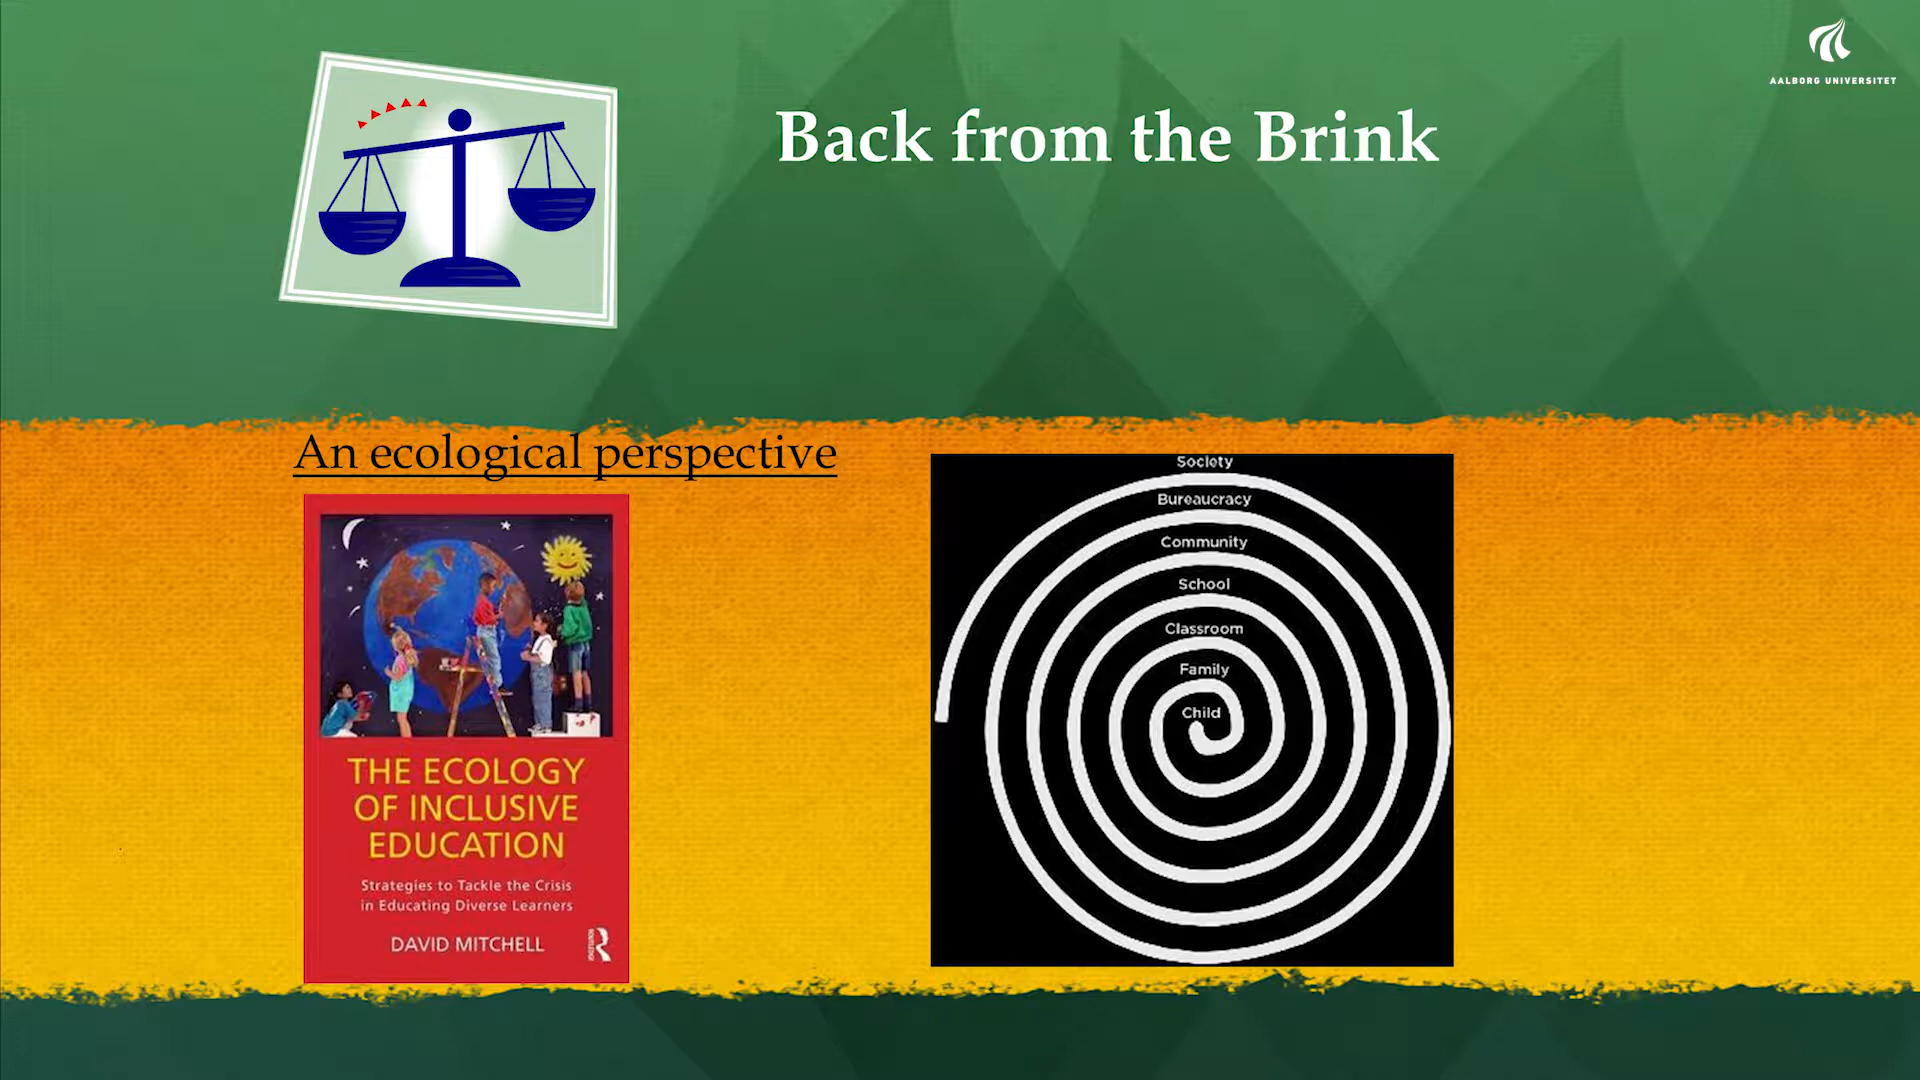 AALBORG UNIVERSITET
Back from the Brink
An ecological perspective
THE ECOLOGY
OF INCLUSIVE
EDUCATION
Strategies to Tackle the Crisis
in Educating Diverse Learners
DAVID MITCHELL
ROUTLEDGE
Society
Bureaucracy
Community
School
Classroom
Family
Child